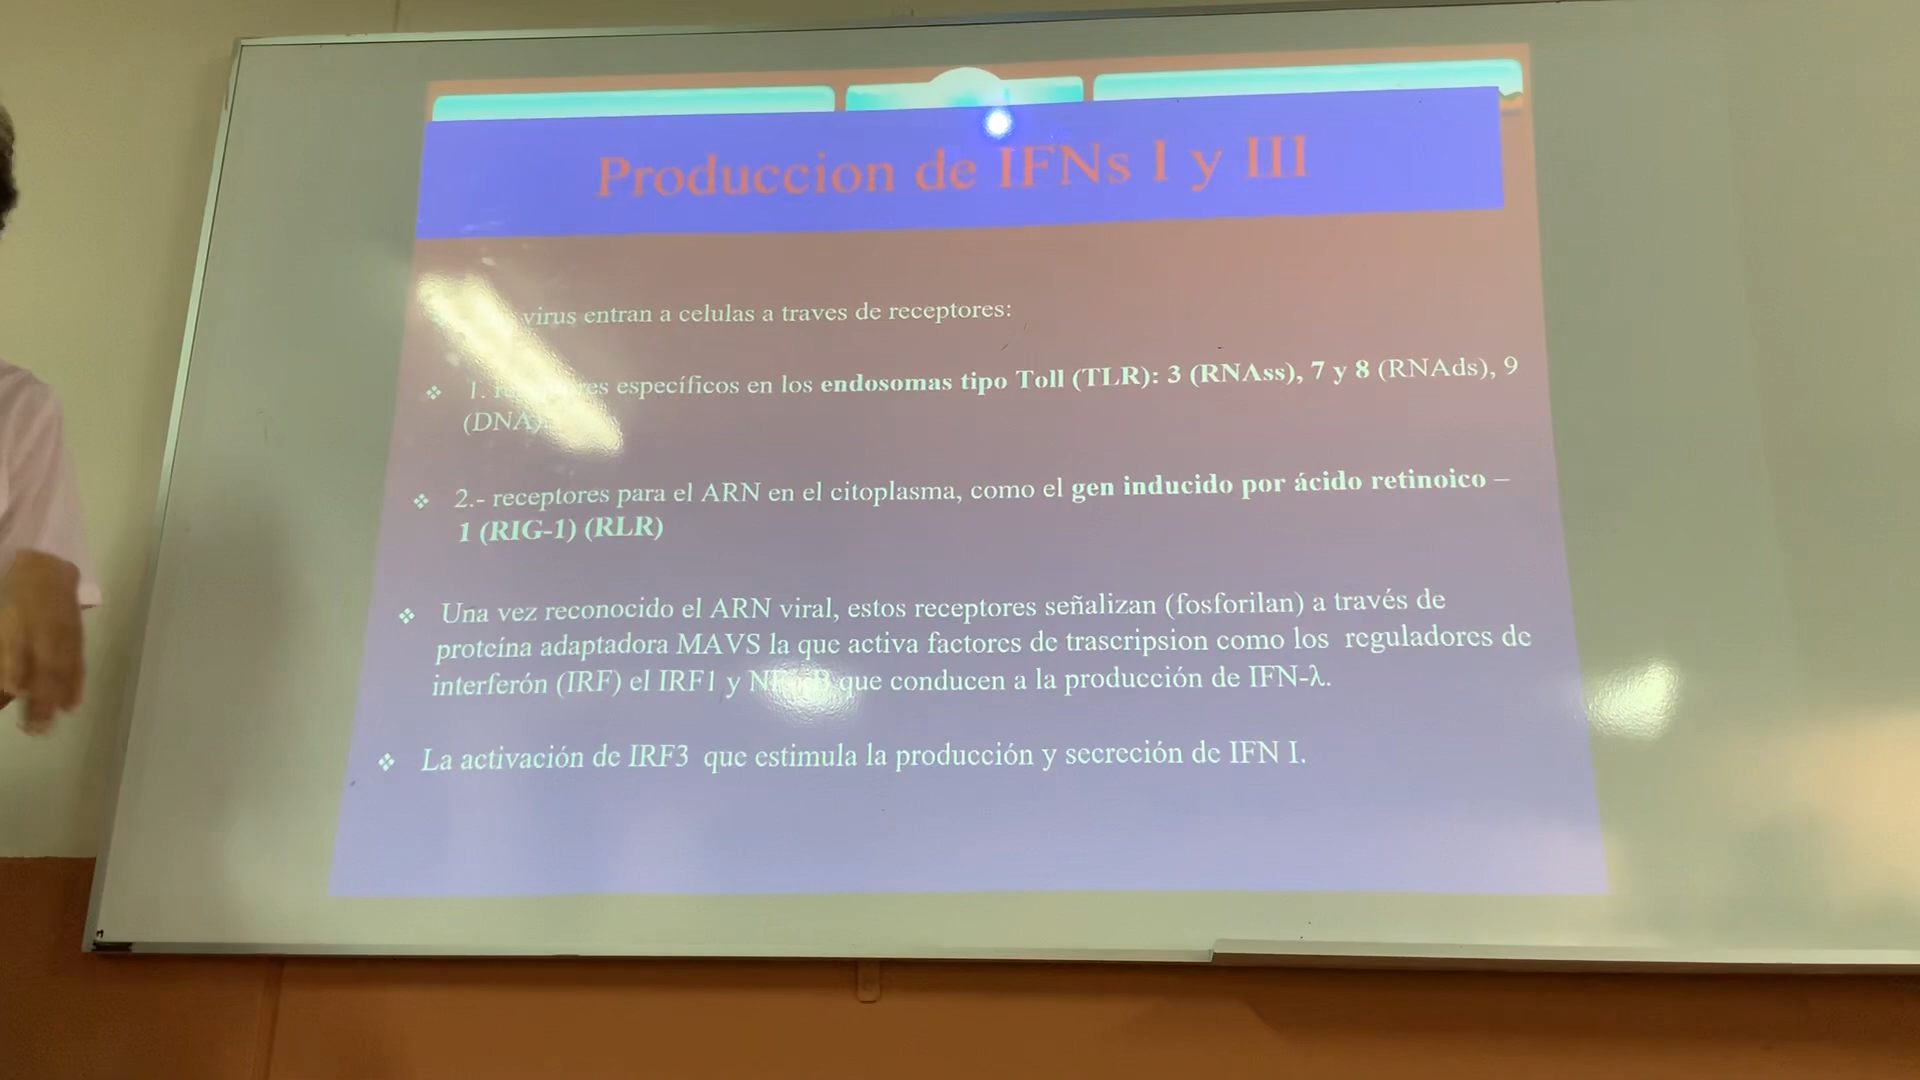 Produccion de IFNs I y III
virus entran a celulas a traves de receptores:
1. específicos en los endosomas tipo Toll (TLR): 3 (RNAss), 7 y 8 (RNAds), 9
(DNA)
2.- receptores para el ARN en el citoplasma, como el gen inducido por ácido retinoico –
1 (RIG-1) (RLR)
Una vez reconocido el ARN viral, estos receptores señalizan (fosforilan) a través de
proteína adaptadora MAVS la que activa factores de trascripsion como los reguladores de
interferón (IRF) el IRF1 y que conducen a la producción de IFN-λ.
La activación de IRF3 que estimula la producción y secreción de IFN I.